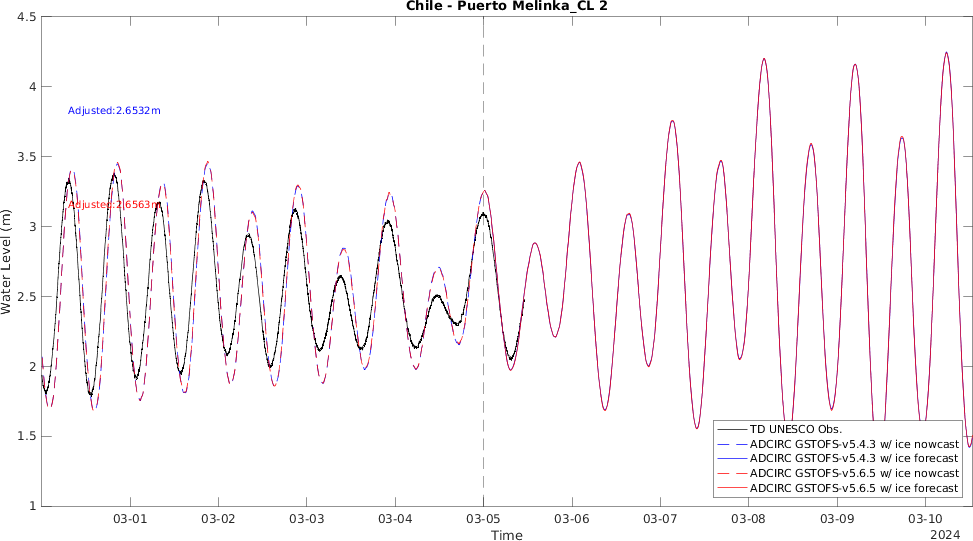 Chile - Puerto Melinka_CL 2
4.5
4
3.5
3
2.5
2
1.5
1
Water Level (m)
Adjusted:2.6532m
Adjusted:2.6563m
TD UNESCO Obs.
ADCIRC GSTOFS-v5.4.3 w/ ice nowcast
ADCIRC GSTOFS-v5.4.3 w/ ice forecast
ADCIRC GSTOFS-v5.6.5 w/ ice nowcast
ADCIRC GSTOFS-v5.6.5 w/ ice forecast
03-01 03-02 03-03 03-04 03-05 03-06 03-07 03-08 03-09 03-10
Time
2024